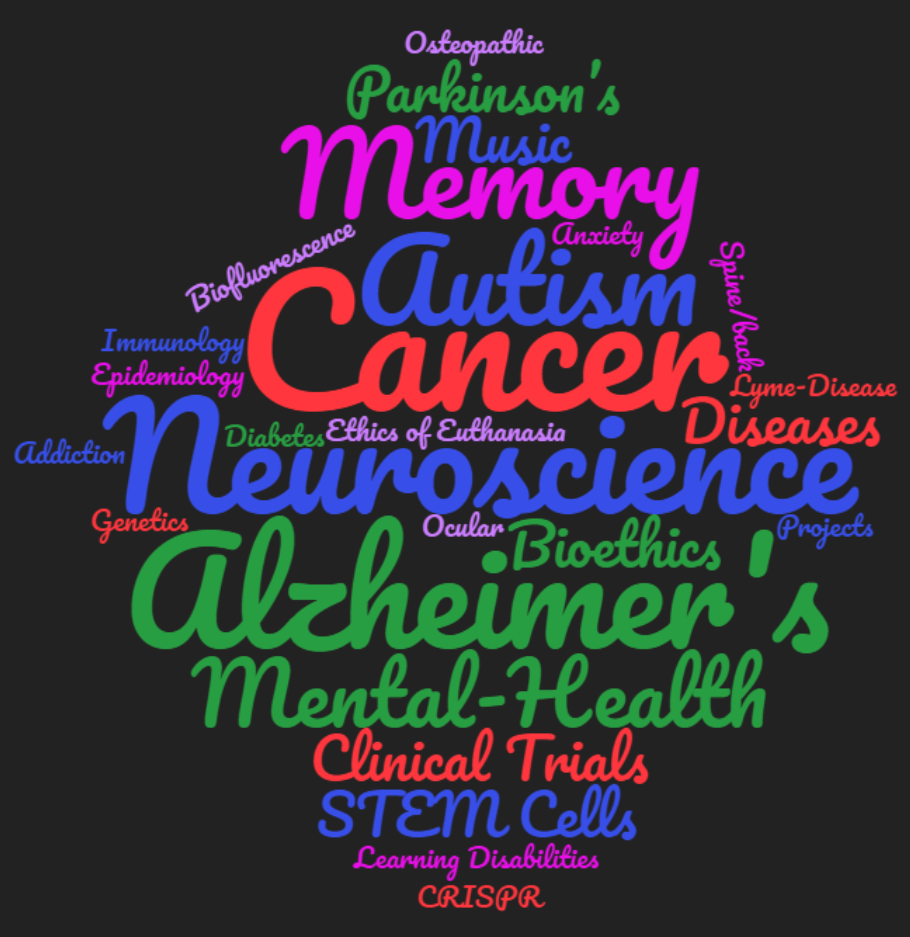 Osteopathic
Parkinson's
Music
Memory
Anxiety
Biofluorescence
Autism
Spine/back
Immunology
Cancer
Epidemiology
Lyme-Disease
Diseases
Diabetes
Ethics of Euthanasia
Addiction
Neuroscience
Genetics
Ocular
Projects
Bioethics
Alzheimer's
Mental-Health
Clinical Trials
STEM Cells
Learning Disabilities
CRISPR